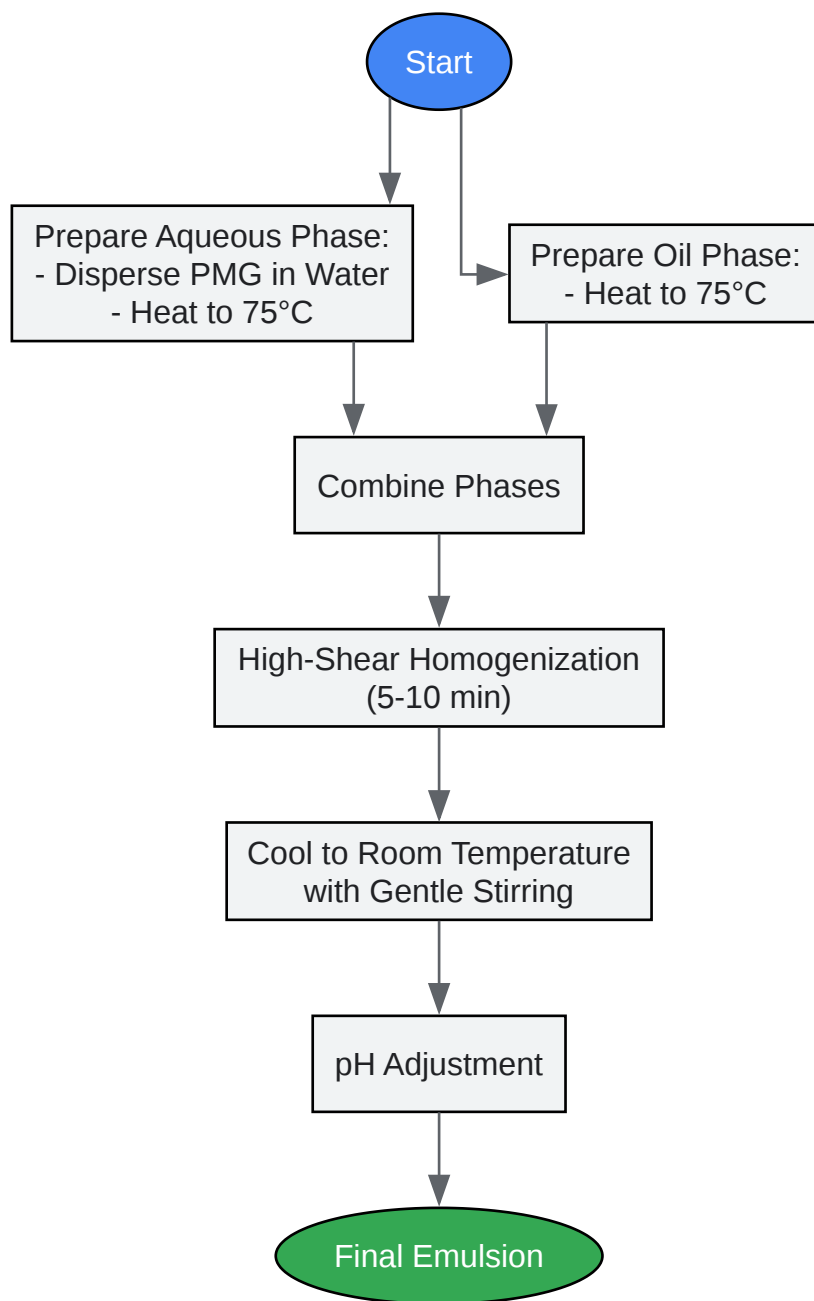 Start
Prepare Aqueous Phase:
- Disperse PMG in Water
- Heat to 75°C
Prepare Oil Phase:
- Heat to 75°C
Combine Phases
High-Shear Homogenization
(5-10 min)
Cool to Room Temperature
with Gentle Stirring
pH Adjustment
Final Emulsion